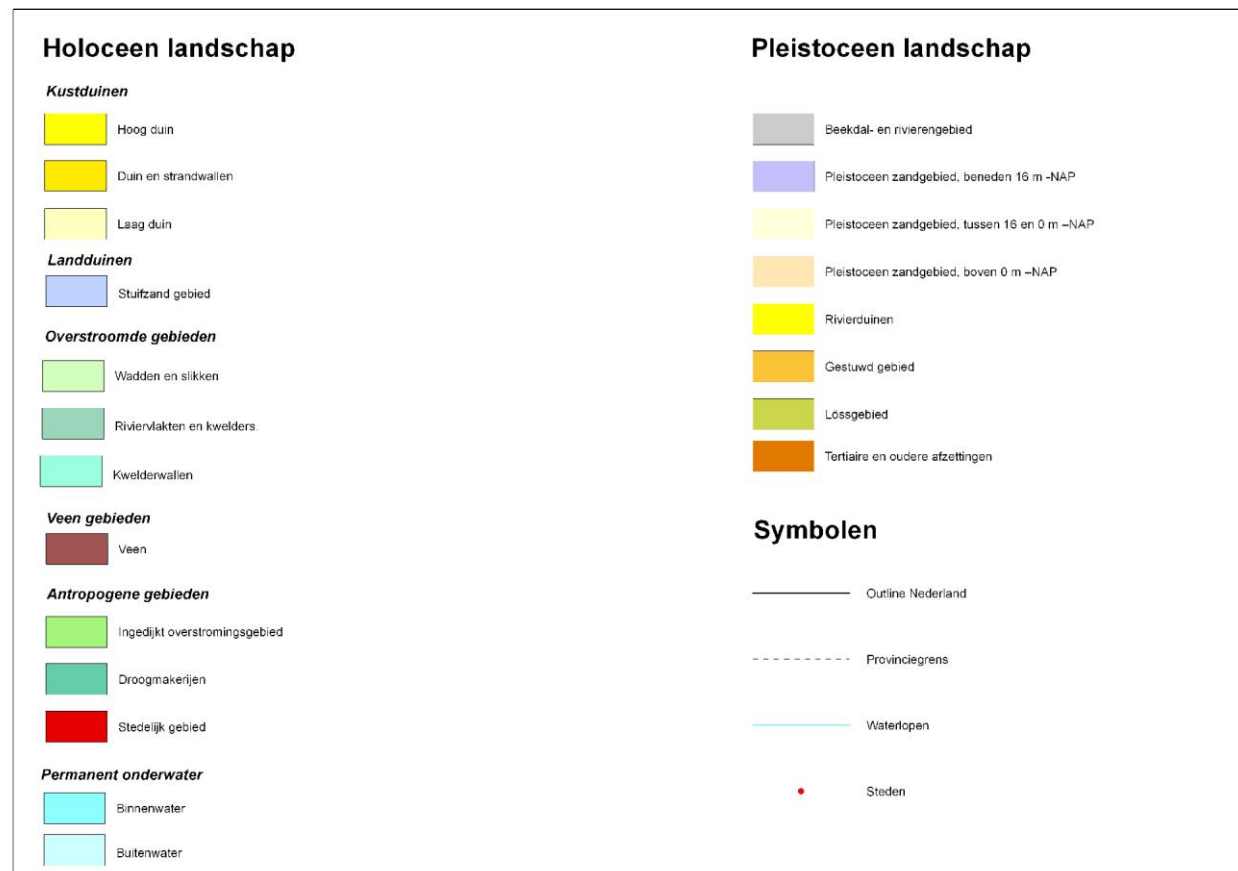 Holoceen landschap
Kustduinen
Hoog duin
Duin en strandwallen
Laag duin
Landduinen
Stuifzand gebied
Overstroomde gebieden
Wadden en slikken
Riviervlakten en kwelders.
Kwelderwallen
Veen gebieden
Veen
Antropogene gebieden
Ingedijkt overstromingsgebied
Droogmakerijen
Stedelijk gebied
Permanent onderwater
Binnenwater
Buitenwater
Pleistoceen landschap
Beekdal- en rivierengebied
Pleistoceen zandgebied, beneden 16 m -NAP
Pleistoceen zandgebied, tussen 16 en 0 m –NAP
Pleistoceen zandgebied, boven 0 m –NAP
Rivierduinen
Gestuwd gebied
Lössgebied
Tertiaire en oudere afzettingen
Symbolen
Outline Nederland
Provinciegrens
Waterlopen
Steden